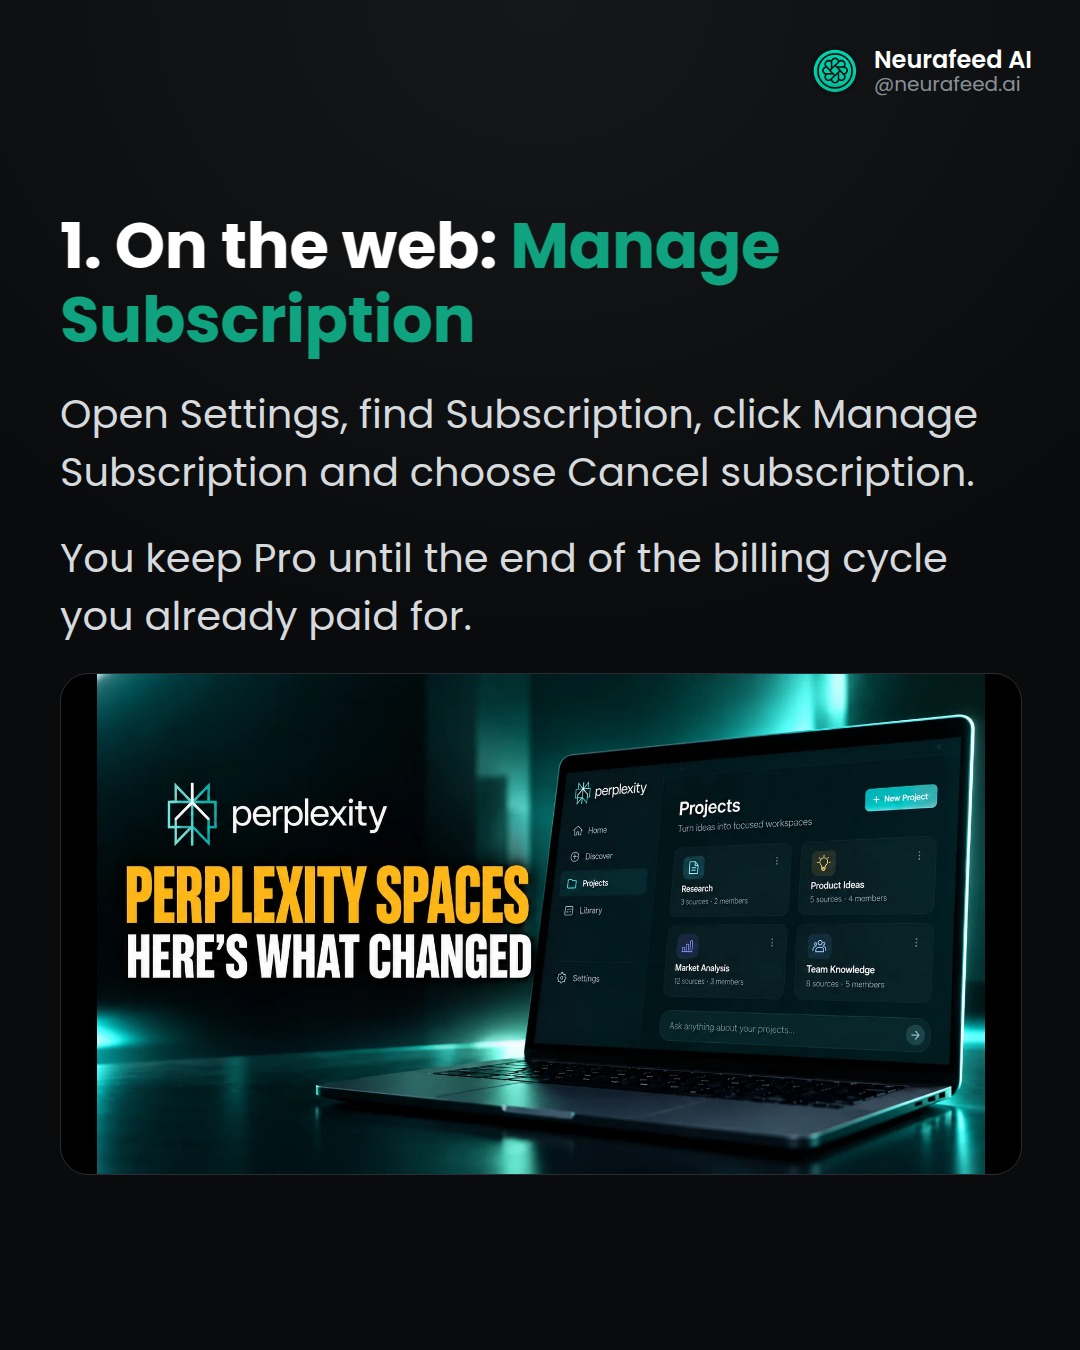 Neurafeed AI
@neurafeed.ai
1. On the web: Manage
Subscription
Open Settings, find Subscription, click Manage
Subscription and choose Cancel subscription.
You keep Pro until the end of the billing cycle
you already paid for.
perplexity
PERPLEXITY SPACES
HERE'S WHAT CHANGED
perplexity
Home
Discover
Projects
Library
Settings
Projects
Turn ideas into focused workspaces
+ New Project
Research
3 sources · 2 members
Product Ideas
5 sources · 4 members
Market Analysis
12 sources · 3 members
Team Knowledge
8 sources · 5 members
Ask anything about your projects...